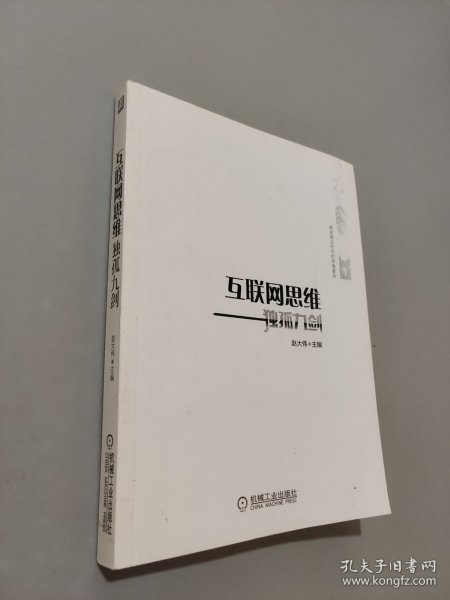 互联网思维 独孤九剑
赵大伟●主编
机械工业出版社
互联网思维
独孤九剑
赵大伟●主编
机械工业出版社
CHINA MACHINE PRESS
孔夫子旧书网
www.kongfz.com